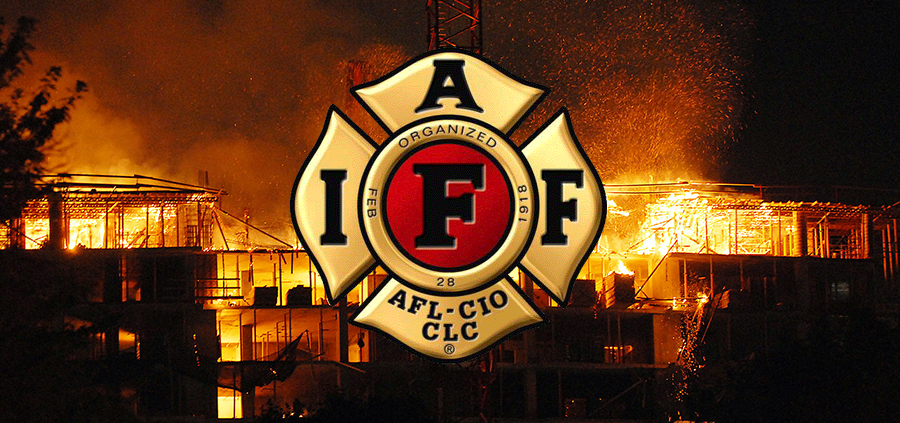 A
ORGANIZED
I F F
FEB 1918
28
AFL-CIO
CLC
®